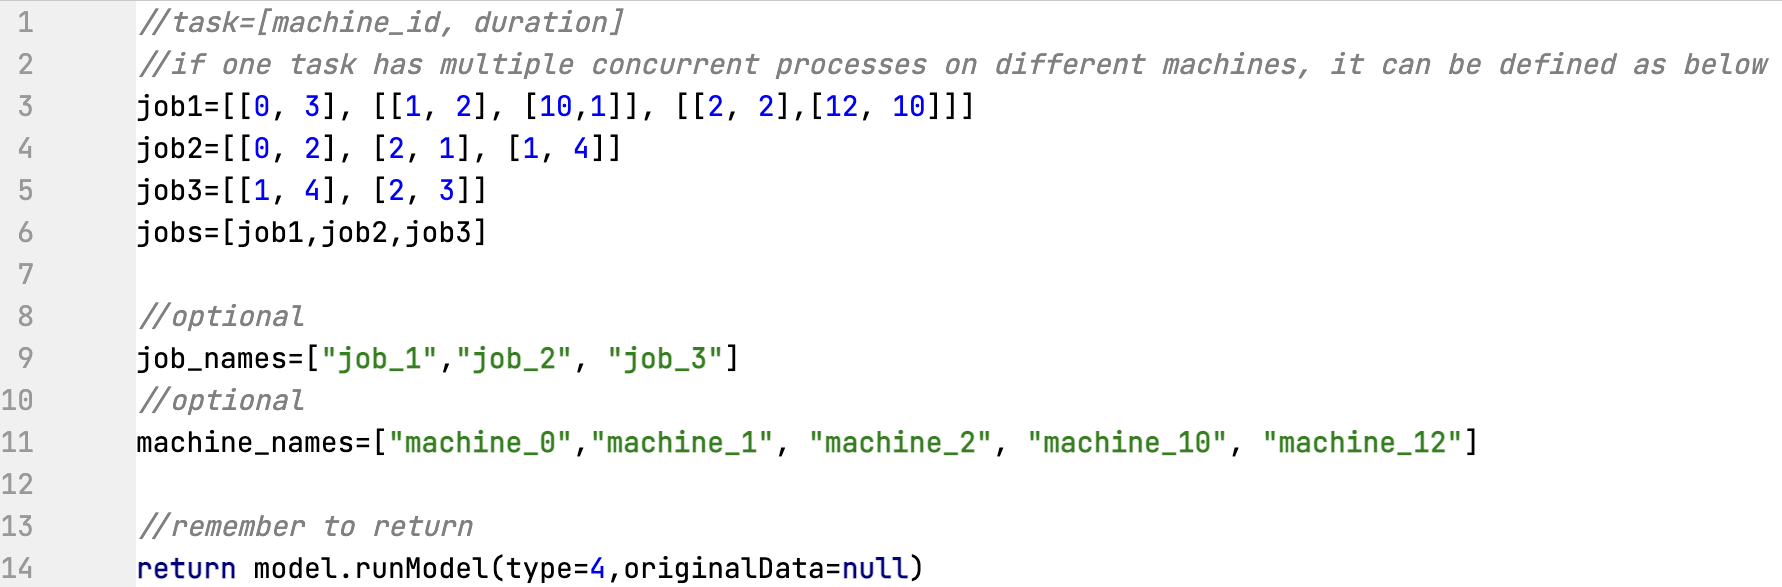 1 //task=[machine_id, duration]
2 //if one task has multiple concurrent processes on different machines, it can be defined as below
3 job1=[[0, 3], [[1, 2], [10,1]], [[2, 2],[12, 10]]]
4 job2=[[0, 2], [2, 1], [1, 4]]
5 job3=[[1, 4], [2, 3]]
6 jobs=[job1,job2,job3]
7
8 //optional
9 job_names=["job_1","job_2", "job_3"]
10 //optional
11 machine_names=["machine_0","machine_1", "machine_2", "machine_10", "machine_12"]
12
13 //remember to return
14 return model.runModel(type=4,originalData=null)